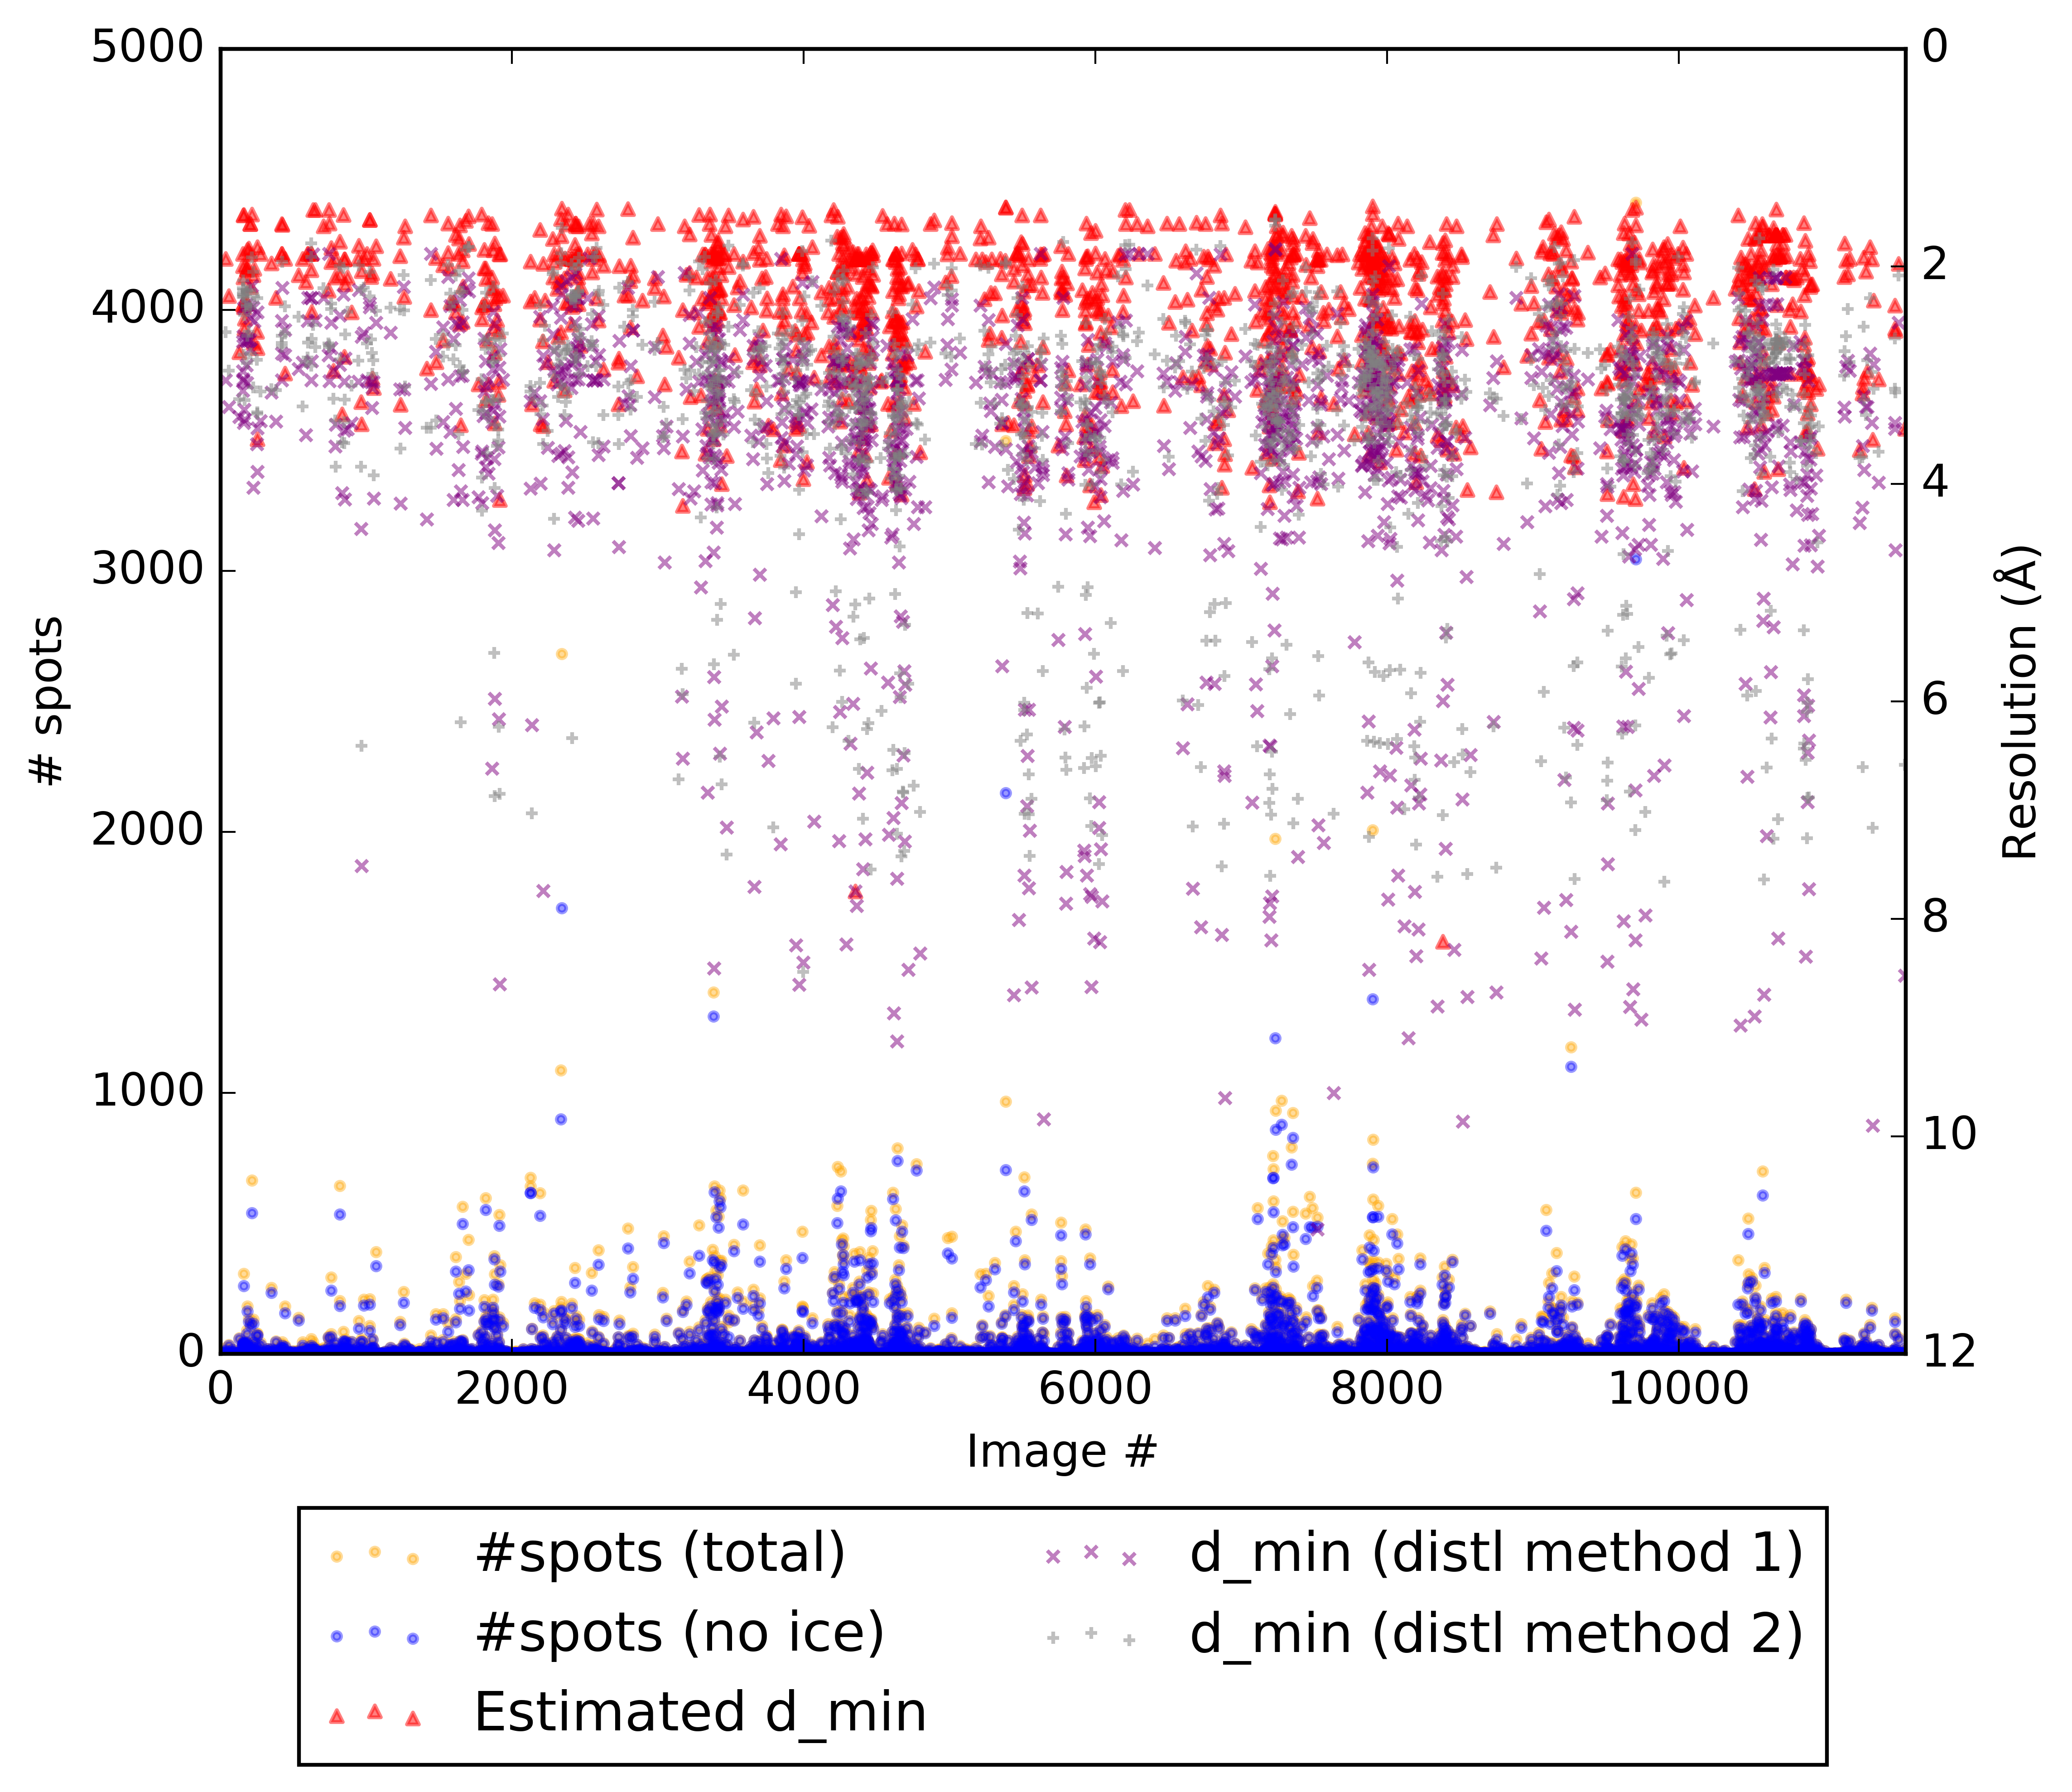 5000
4000
3000
2000
1000
0
# spots
0
2
4
6
8
10
12
Resolution (Å)
0
2000
4000
6000
8000
10000
Image #
#spots (total)
#spots (no ice)
Estimated d_min
d_min (distl method 1)
d_min (distl method 2)